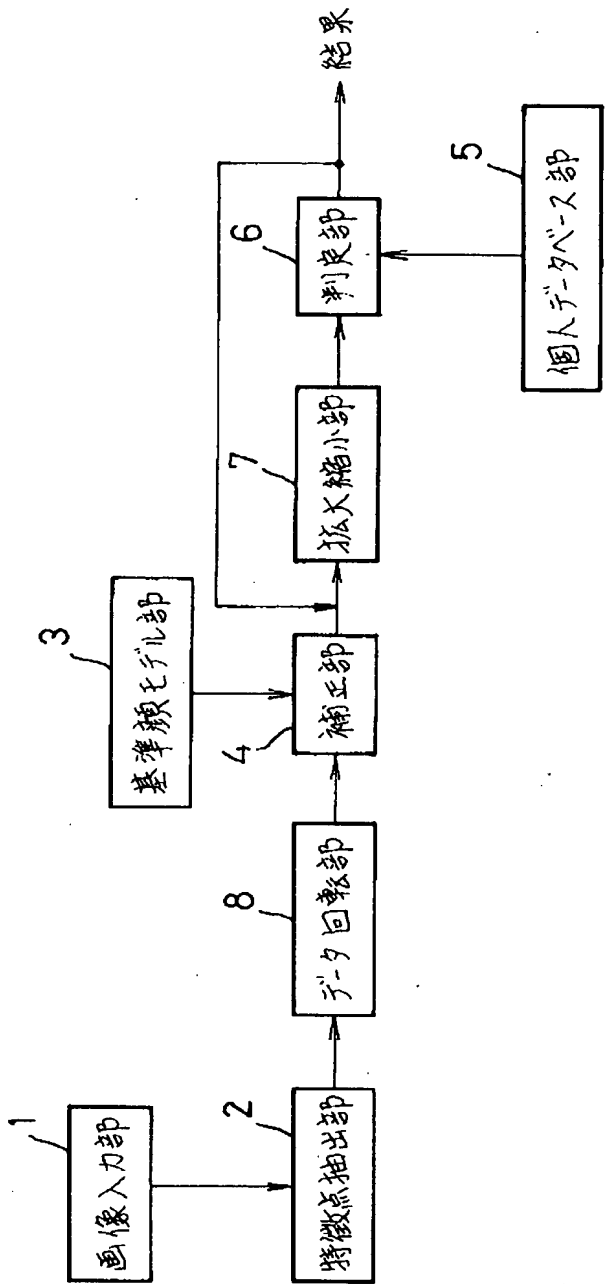 1
画像入力部
2
特徴点抽出部
8
データ回転部
3
基準顔モデル部
4
補正部
7
拡大縮小部
6
判定部
5
個人データベース部
結果